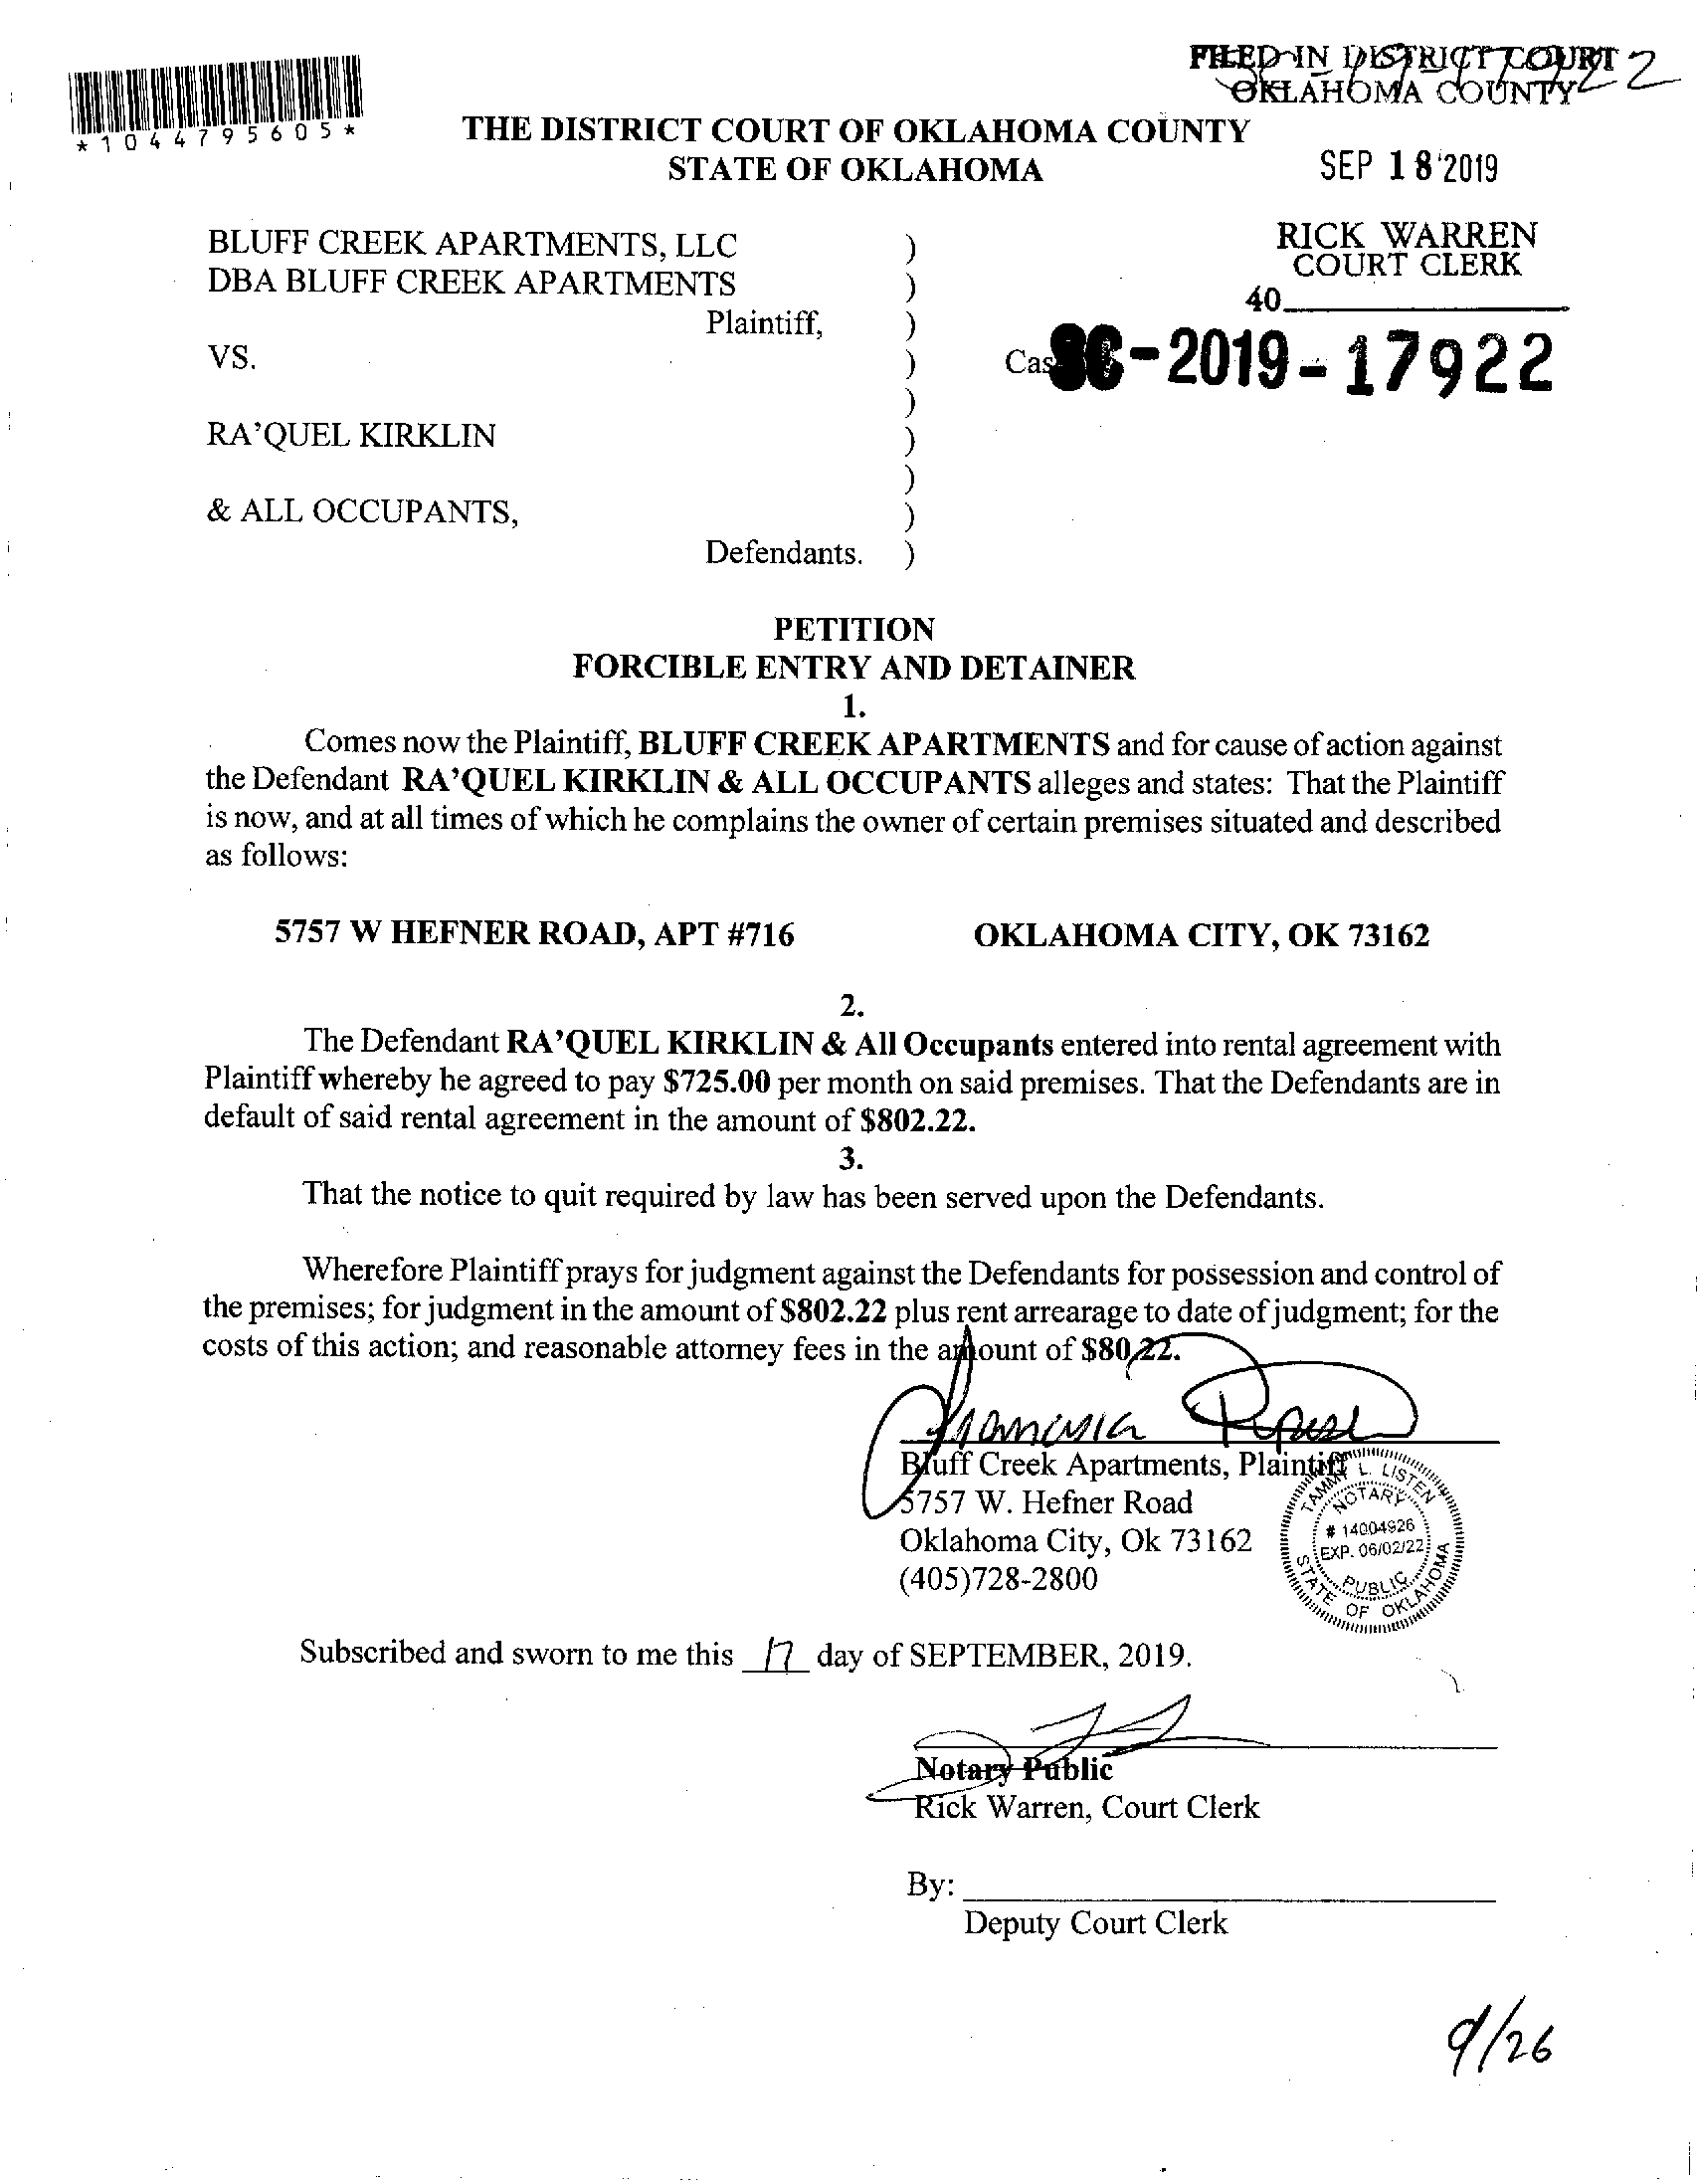 FILED IN DISTRICT COURT
OKLAHOMA COUNTY
*1044795605*
THE DISTRICT COURT OF OKLAHOMA COUNTY
STATE OF OKLAHOMA
SEP 18 2019
RICK WARREN
COURT CLERK
40
BLUFF CREEK APARTMENTS, LLC )
DBA BLUFF CREEK APARTMENTS )
Plaintiff, )
VS. ) Cas SC-2019-17922
)
RA'QUEL KIRKLIN )
)
& ALL OCCUPANTS, )
Defendants. )
PETITION
FORCIBLE ENTRY AND DETAINER
1.
Comes now the Plaintiff, BLUFF CREEK APARTMENTS and for cause of action against
the Defendant RA'QUEL KIRKLIN & ALL OCCUPANTS alleges and states: That the Plaintiff
is now, and at all times of which he complains the owner of certain premises situated and described
as follows:
5757 W HEFNER ROAD, APT #716 OKLAHOMA CITY, OK 73162
2.
The Defendant RA'QUEL KIRKLIN & All Occupants entered into rental agreement with
Plaintiff whereby he agreed to pay $725.00 per month on said premises. That the Defendants are in
default of said rental agreement in the amount of $802.22.
3.
That the notice to quit required by law has been served upon the Defendants.
Wherefore Plaintiff prays for judgment against the Defendants for possession and control of
the premises; for judgment in the amount of $802.22 plus rent arrearage to date of judgment; for the
costs of this action; and reasonable attorney fees in the amount of $80.22.
Bluff Creek Apartments, Plaintiff
5757 W. Hefner Road
Oklahoma City, Ok 73162
(405)728-2800
TAMMY L. LISTEN
NOTARY
# 14004926
EXP. 06/02/22
PUBLIC
STATE OF OKLAHOMA
Subscribed and sworn to me this 17 day of SEPTEMBER, 2019.
Notary Public
Rick Warren, Court Clerk
By:
Deputy Court Clerk
9/26